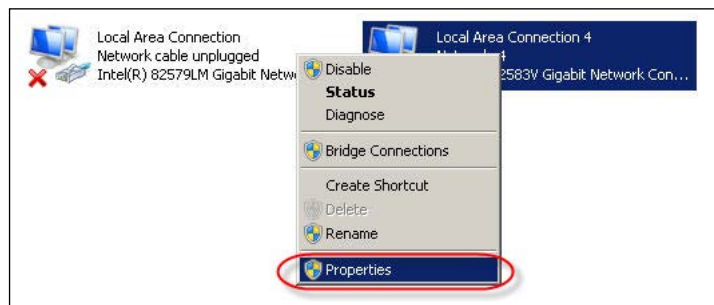 Local Area Connection
Network cable unplugged
Intel(R) 82579LM Gigabit Netw
Local Area Connection 4
4
2583V Gigabit Network Con...
Disable
Status
Diagnose
Bridge Connections
Create Shortcut
Delete
Rename
Properties